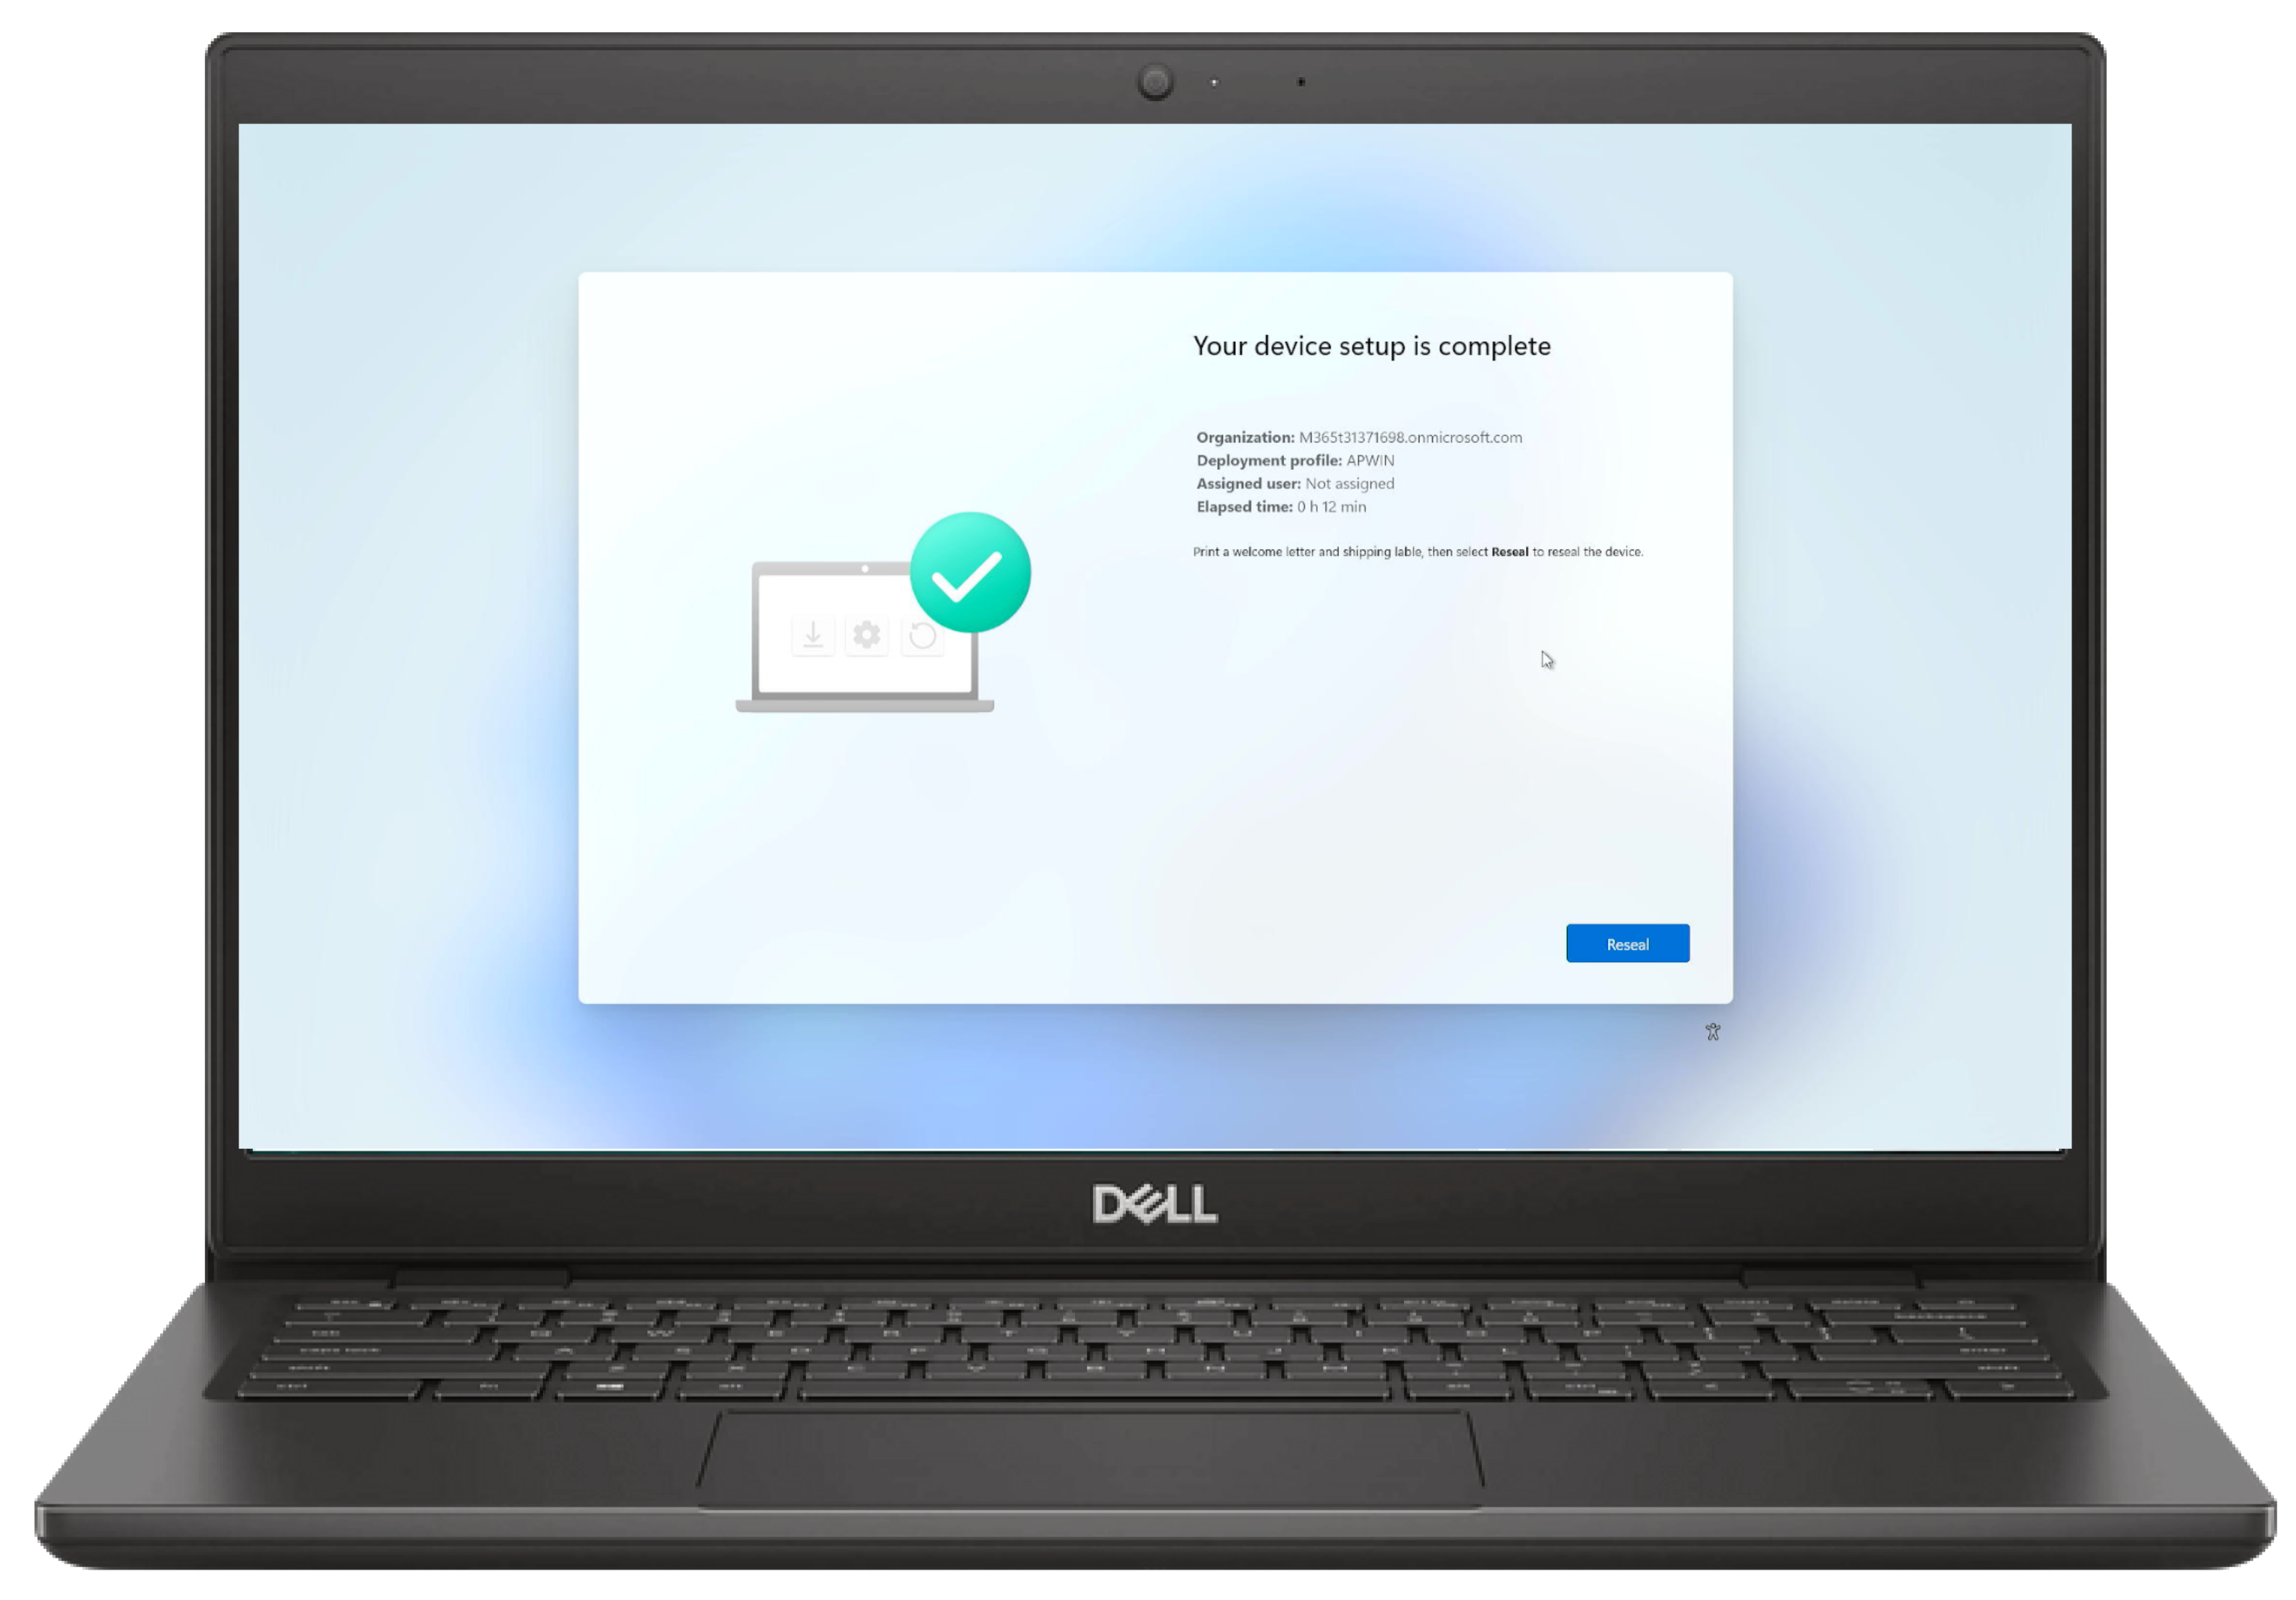 Your device setup is complete
Organization: M365t31371698.onmicrosoft.com
Deployment profile: APWIN
Assigned user: Not assigned
Elapsed time: 0 h 12 min
Print a welcome letter and shipping lable, then select Reseal to reseal the device.
Reseal
DELL